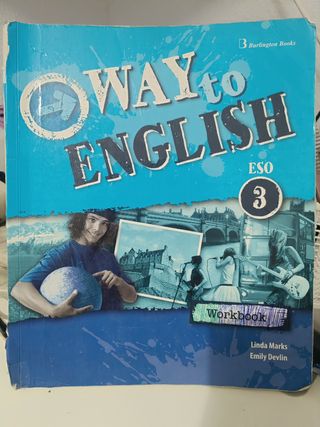 Burlington Books
WAY to
ENGLISH
ESO
3
Workbook
Linda Marks
Emily Devlin